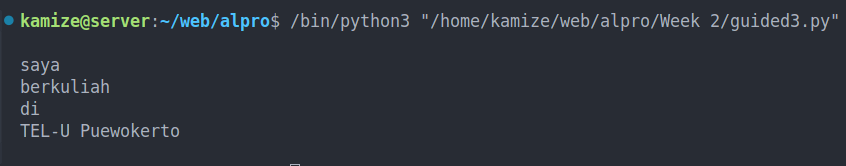 kamize@server:~/web/alpro$ /bin/python3 "/home/kamize/web/alpro/Week 2/guided3.py"
saya
berkuliah
di
TEL-U Puewokerto